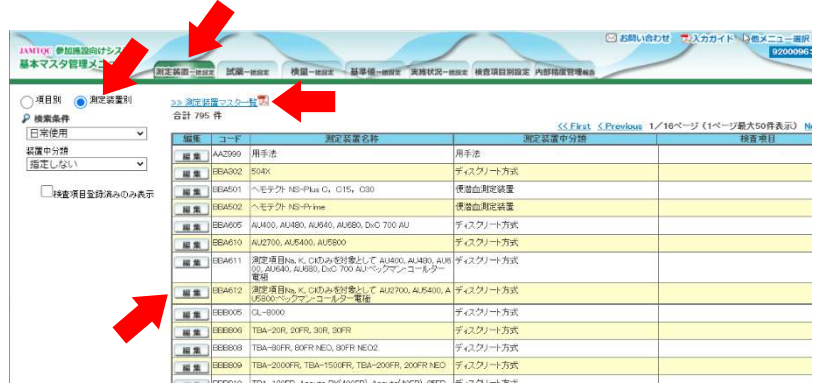 お問い合わせ 入力ガイド 他メニュー選択
JAMTQC 参加施設向けシス
9200096
基本マスタ管理メニ
測定装置-一括設定 試薬-一括設定 検量-一括設定 基準値-一括設定 実施状況-一括設定 検査項目別設定 内部精度管理報告
項目別 測定装置別
>> 測定装置マスター覧
検索条件
合計 795 件
<< First < Previous 1/16ページ (1ページ最大50件表示)
日常使用
装置中分類
指定しない
検査項目登録済みのみ表示
編集 コード 測定装置名称 測定装置中分類 検査項目
編集 AAZ999 用手法 用手法
編集 BBA302 504X ディスクリート方式
編集 BBA501 ヘモテクト NS-Plus C, C15, C30 便潜血測定装置
編集 BBA502 ヘモテクト NS-Prime 便潜血測定装置
編集 BBA605 AU400, AU480, AU640, AU680, DxC 700 AU ディスクリート方式
編集 BBA610 AU2700, AU5400, AU5800 ディスクリート方式
編集 BBA611 測定項目Na, K, Clのみを対象として AU400, AU480, AU6 ディスクリート方式
00, AU640, AU680, DxC 700 AU:ベックマン・コールター
電極
編集 BBA612 測定項目Na, K, Clのみを対象として AU2700, AU5400, A ディスクリート方式
U5800:ベックマン・コールター電極
編集 BBB005 CL-8000 ディスクリート方式
編集 BBB806 TBA-20R, 20FR, 30R, 30FR ディスクリート方式
編集 BBB808 TBA-80FR, 80FR NEO, 80FR NEO2 ディスクリート方式
編集 BBB809 TBA-2000FR, TBA-1500FR, TBA-200FR, 200FR NEO ディスクリート方式